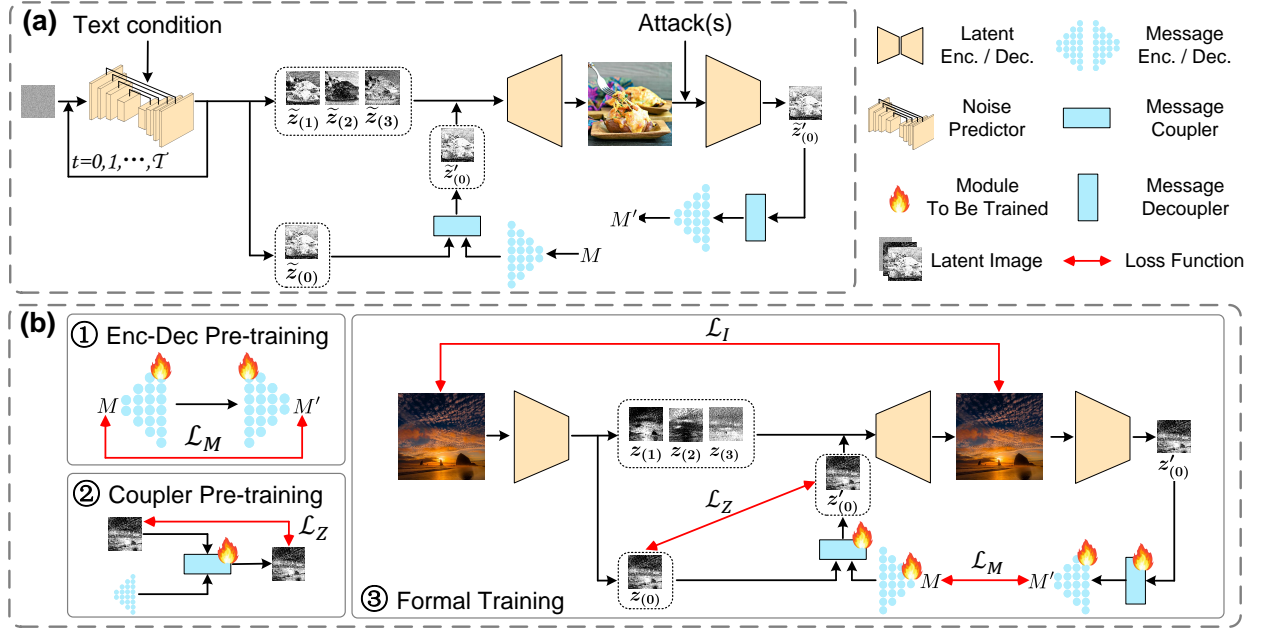 (a)
Text condition
t=0,1,⋯,𝒯
z̃(1) z̃(2) z̃(3)
z̃′(0)
z̃(0)
M
Attack(s)
z̃′(0)
M′
Latent
Enc. / Dec.
Message
Enc. / Dec.
Noise
Predictor
Message
Coupler
Module
To Be Trained
Message
Decoupler
Latent Image
Loss Function
(b)
① Enc-Dec Pre-training
M
M′
ℒM
② Coupler Pre-training
ℒZ
ℒI
z(1) z(2) z(3)
z′(0)
z′(0)
ℒZ
z(0)
M
ℒM
M′
③ Formal Training